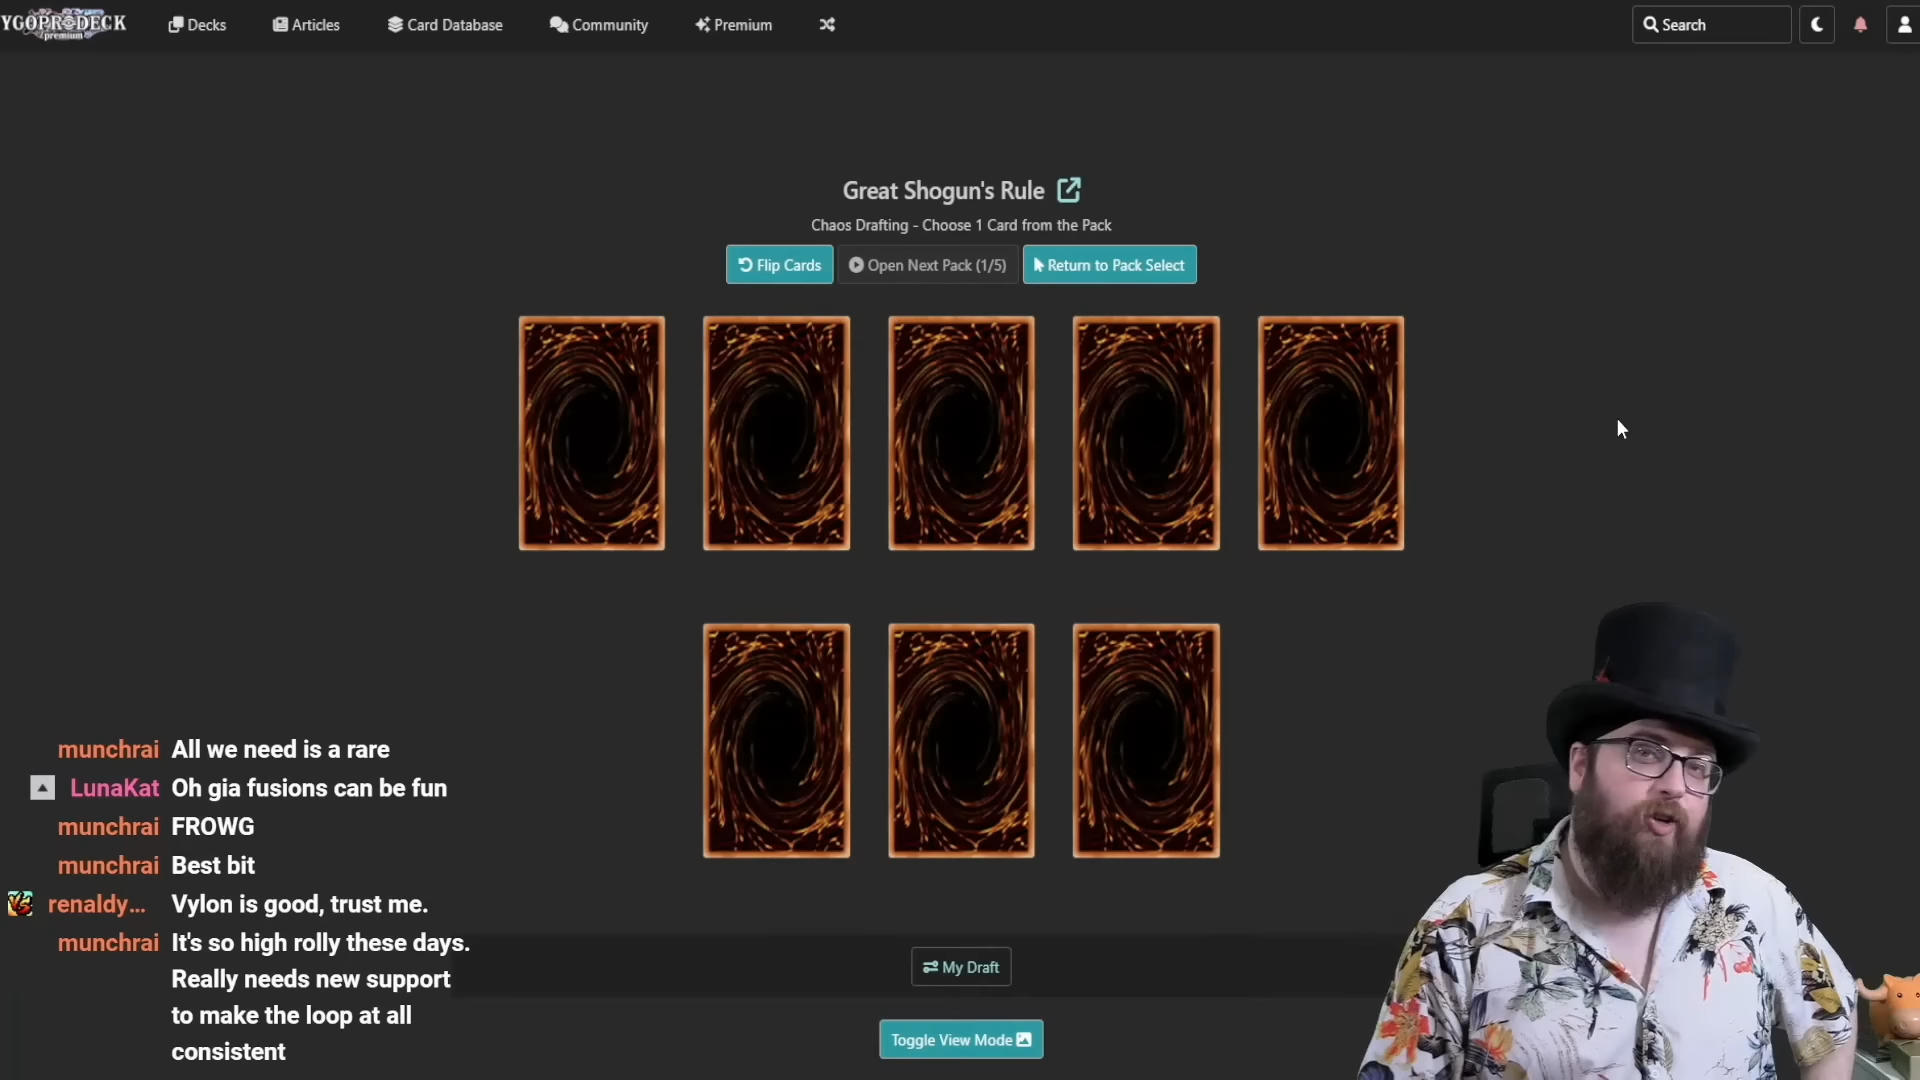 YGOPRODECK
premium
Decks
Articles
Card Database
Community
Premium
Search
Great Shogun's Rule
Chaos Drafting - Choose 1 Card from the Pack
Flip Cards
Open Next Pack (1/5)
Return to Pack Select
munchrai All we need is a rare
LunaKat Oh gia fusions can be fun
munchrai FROWG
munchrai Best bit
renaldy... Vylon is good, trust me.
munchrai It's so high rolly these days.
Really needs new support
to make the loop at all
consistent
My Draft
Toggle View Mode